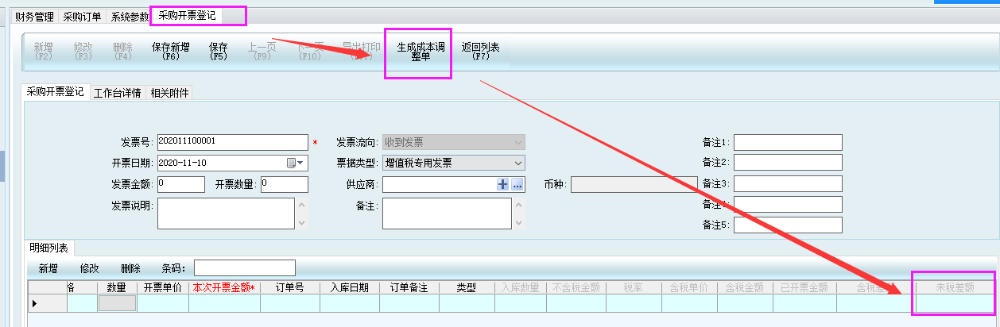 财务管理 采购订单 系统参数 采购开票登记
新增 修改 删除 保存新增 保存 上一页 下一页 导出打印 生成成本调 返回列表
(F2) (F3) (F4) (F6) (F5) (F9) (F10) 整单 (F7)
采购开票登记 工作台详情 相关附件
发票号: 202011100001 * 发票流向: 收到发票 备注1:
开票日期: 2020-11-10 票据类型: 增值税专用发票 备注2:
发票金额: 0 开票数量: 0 供应商: 币种: 备注3:
发票说明: 备注: 备注4:
备注5:
明细列表
新增 修改 删除 条码:
数量 开票单价 本次开票金额* 订单号 入库日期 订单备注 类型 入库数量 不含税金额 税率 含税单价 含税金额 已开票金额 含税差 未税差额